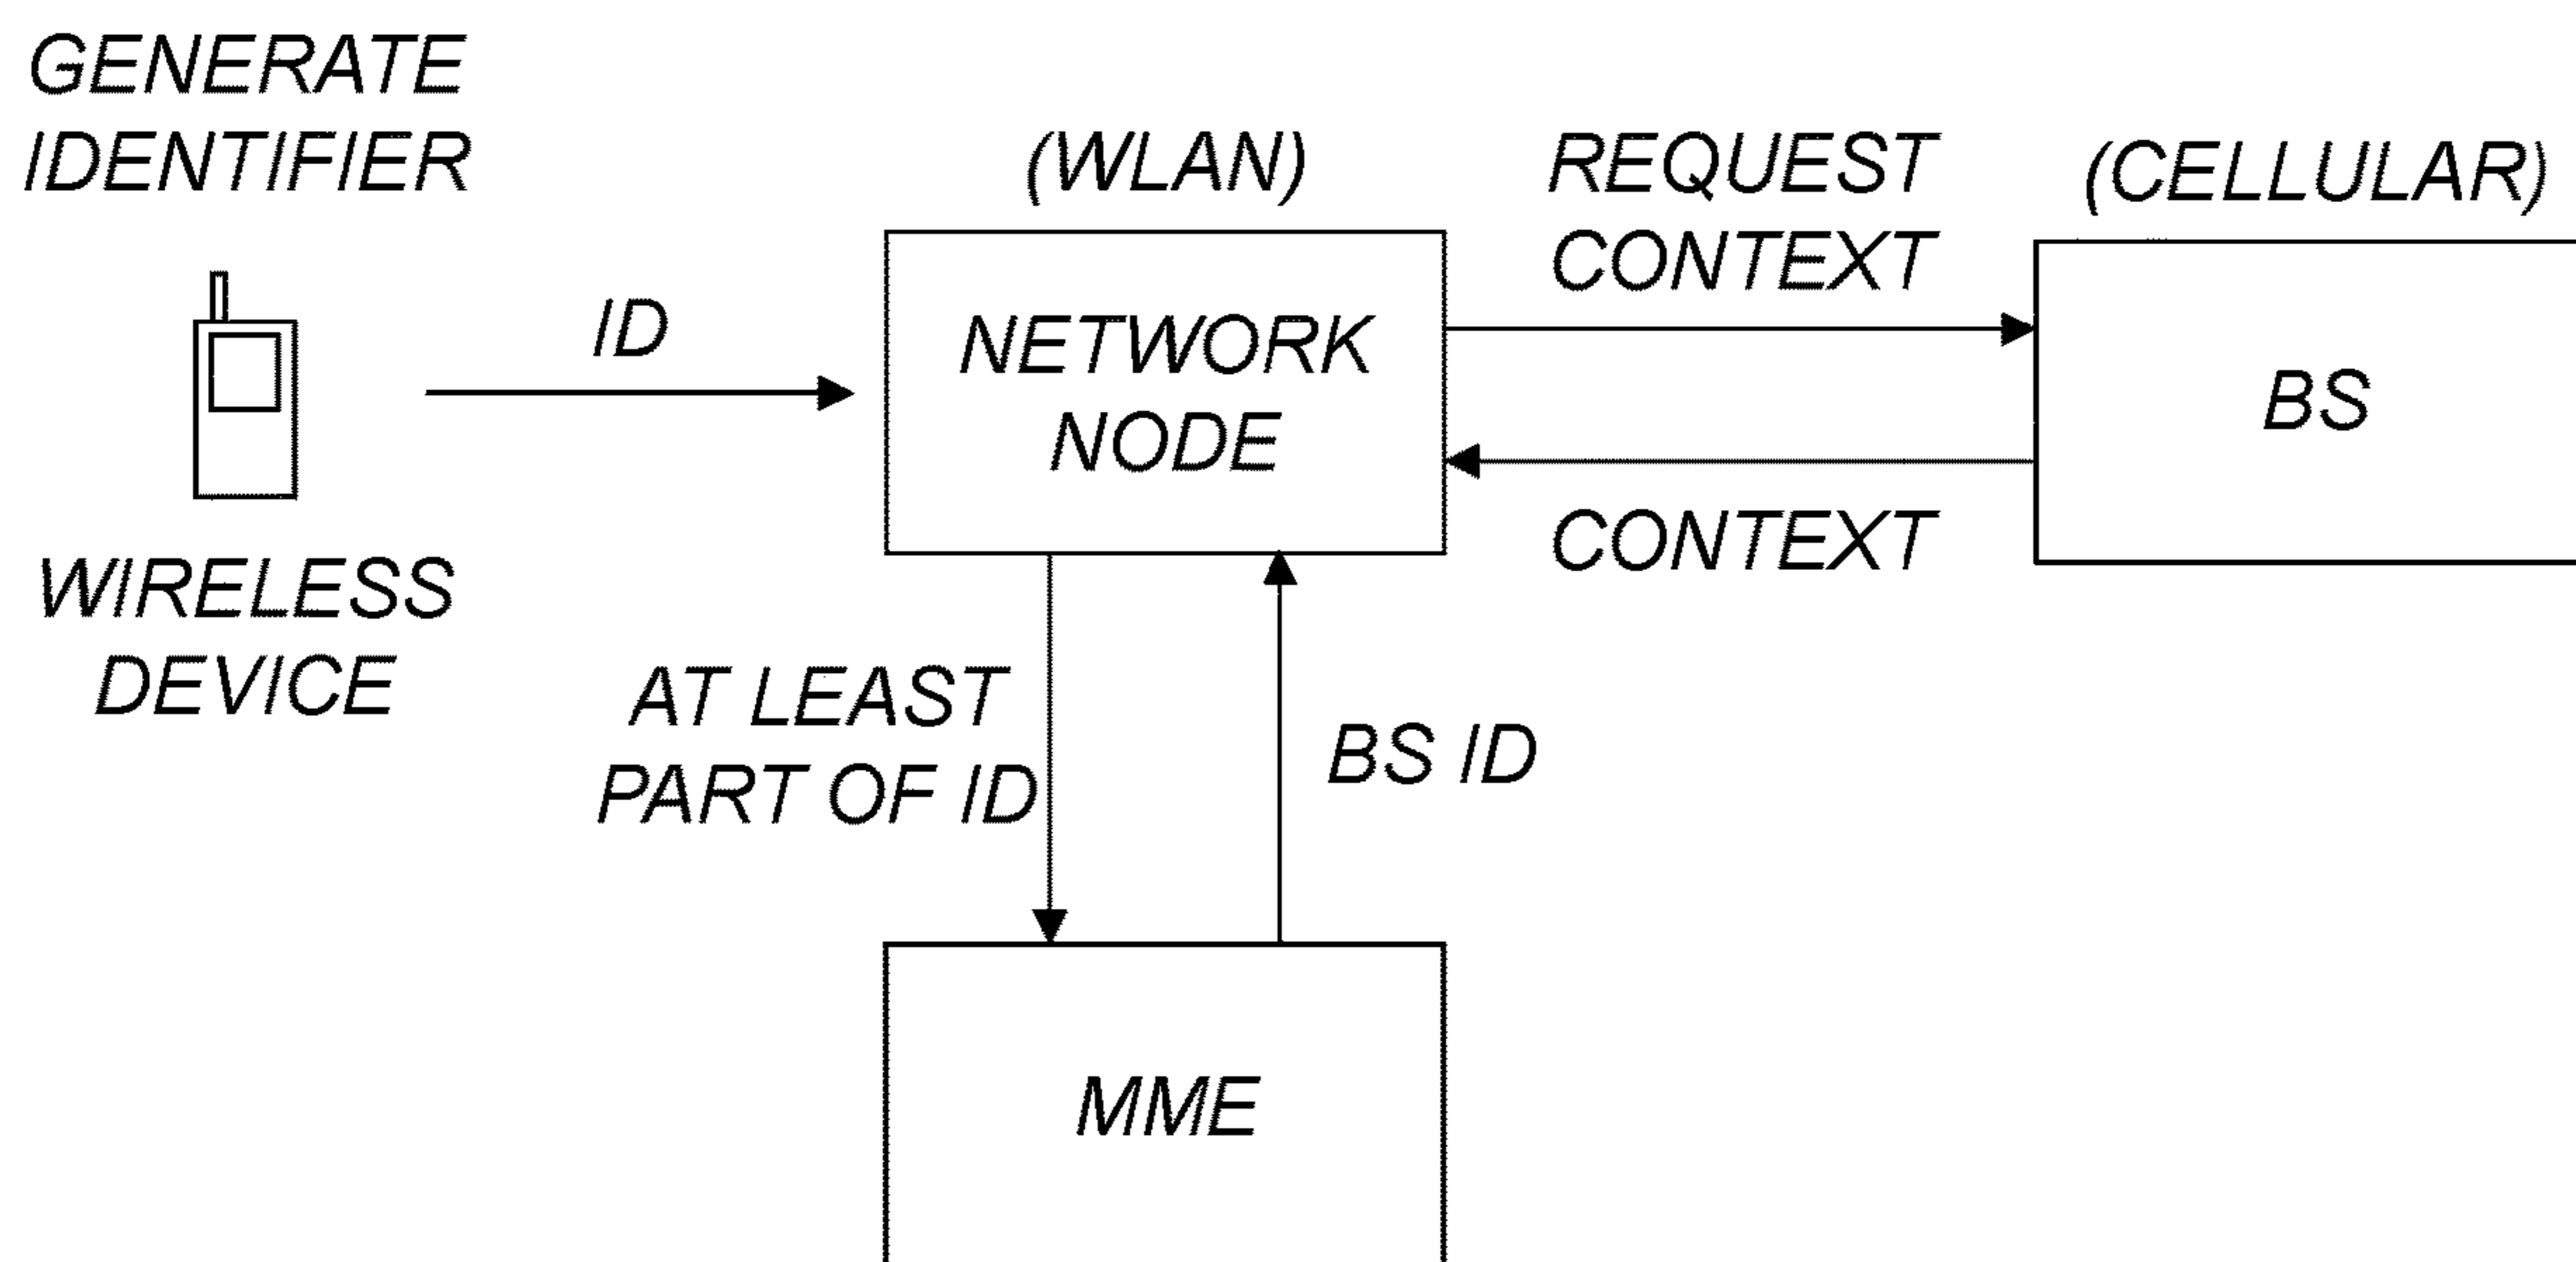 GENERATE
IDENTIFIER
(WLAN)
REQUEST
CONTEXT
(CELLULAR)
ID
NETWORK
NODE
BS
CONTEXT
WIRELESS
DEVICE
AT LEAST
PART OF ID
BS ID
MME